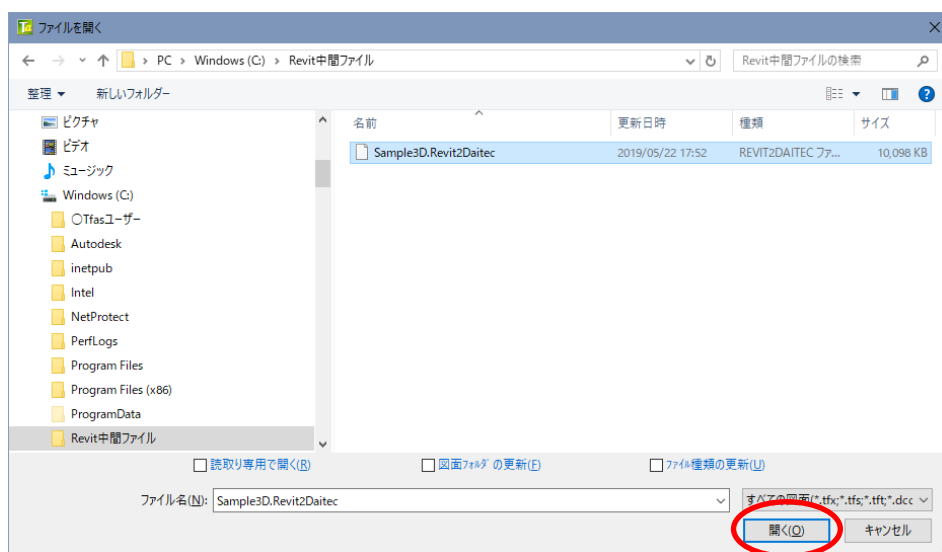 ファイルを開く
PC > Windows (C:) > Revit中間ファイル
Revit中間ファイルの検索
整理 新しいフォルダー
名前 更新日時 種類 サイズ
Sample3D.Revit2Daitec 2019/05/22 17:52 REVIT2DAITEC ファ... 10,098 KB
ピクチャ
ビデオ
ミュージック
Windows (C:)
〇Tfasユーザー
Autodesk
inetpub
Intel
NetProtect
PerfLogs
Program Files
Program Files (x86)
ProgramData
Revit中間ファイル
読取り専用で開く(R) 図面フォルダの更新(F) ファイル種類の更新(U)
ファイル名(N): Sample3D.Revit2Daitec すべての図面(*.tfx;*.tfs;*.tft;*.dcc
開く(O) キャンセル